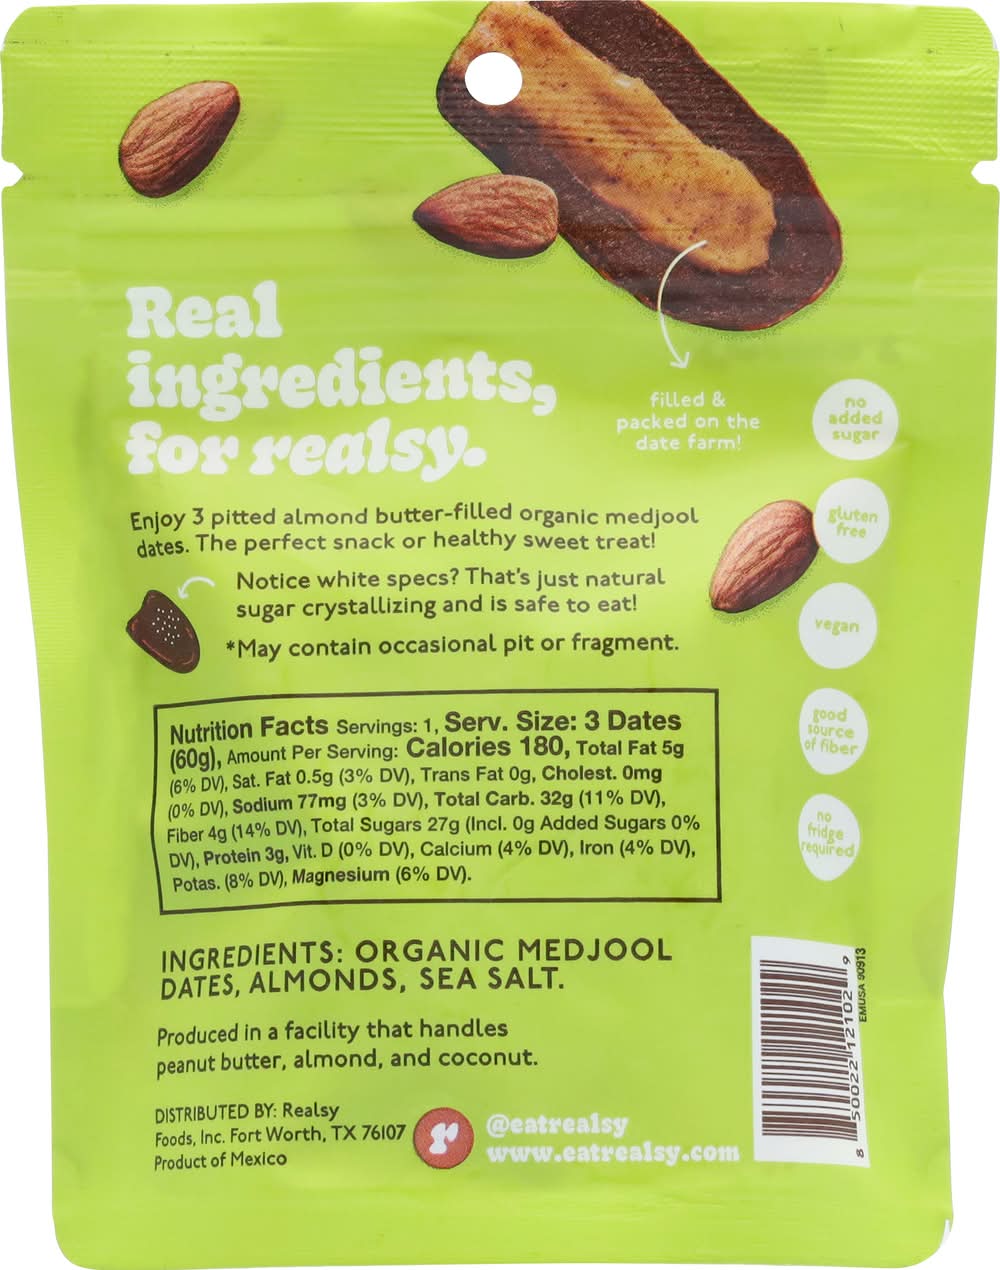 Real
ingredients,
for realsy.
filled &
packed on the
date farm!
no
added
sugar
gluten
free
vegan
good
source
of fiber
no
fridge
required
Enjoy 3 pitted almond butter-filled organic medjool
dates. The perfect snack or healthy sweet treat!
Notice white specs? That's just natural
sugar crystallizing and is safe to eat!
*May contain occasional pit or fragment.
Nutrition Facts Servings: 1, Serv. Size: 3 Dates
(60g), Amount Per Serving: Calories 180, Total Fat 5g
(6% DV), Sat. Fat 0.5g (3% DV), Trans Fat 0g, Cholest. 0mg
(0% DV), Sodium 77mg (3% DV), Total Carb. 32g (11% DV),
Fiber 4g (14% DV), Total Sugars 27g (Incl. 0g Added Sugars 0%
DV), Protein 3g, Vit. D (0% DV), Calcium (4% DV), Iron (4% DV),
Potas. (8% DV), Magnesium (6% DV).
INGREDIENTS: ORGANIC MEDJOOL
DATES, ALMONDS, SEA SALT.
Produced in a facility that handles
peanut butter, almond, and coconut.
DISTRIBUTED BY: Realsy
Foods, Inc. Fort Worth, TX 76107
Product of Mexico
r
@eatrealsy
www.eatrealsy.com
8 50022 12102 9
EMUSA 90913